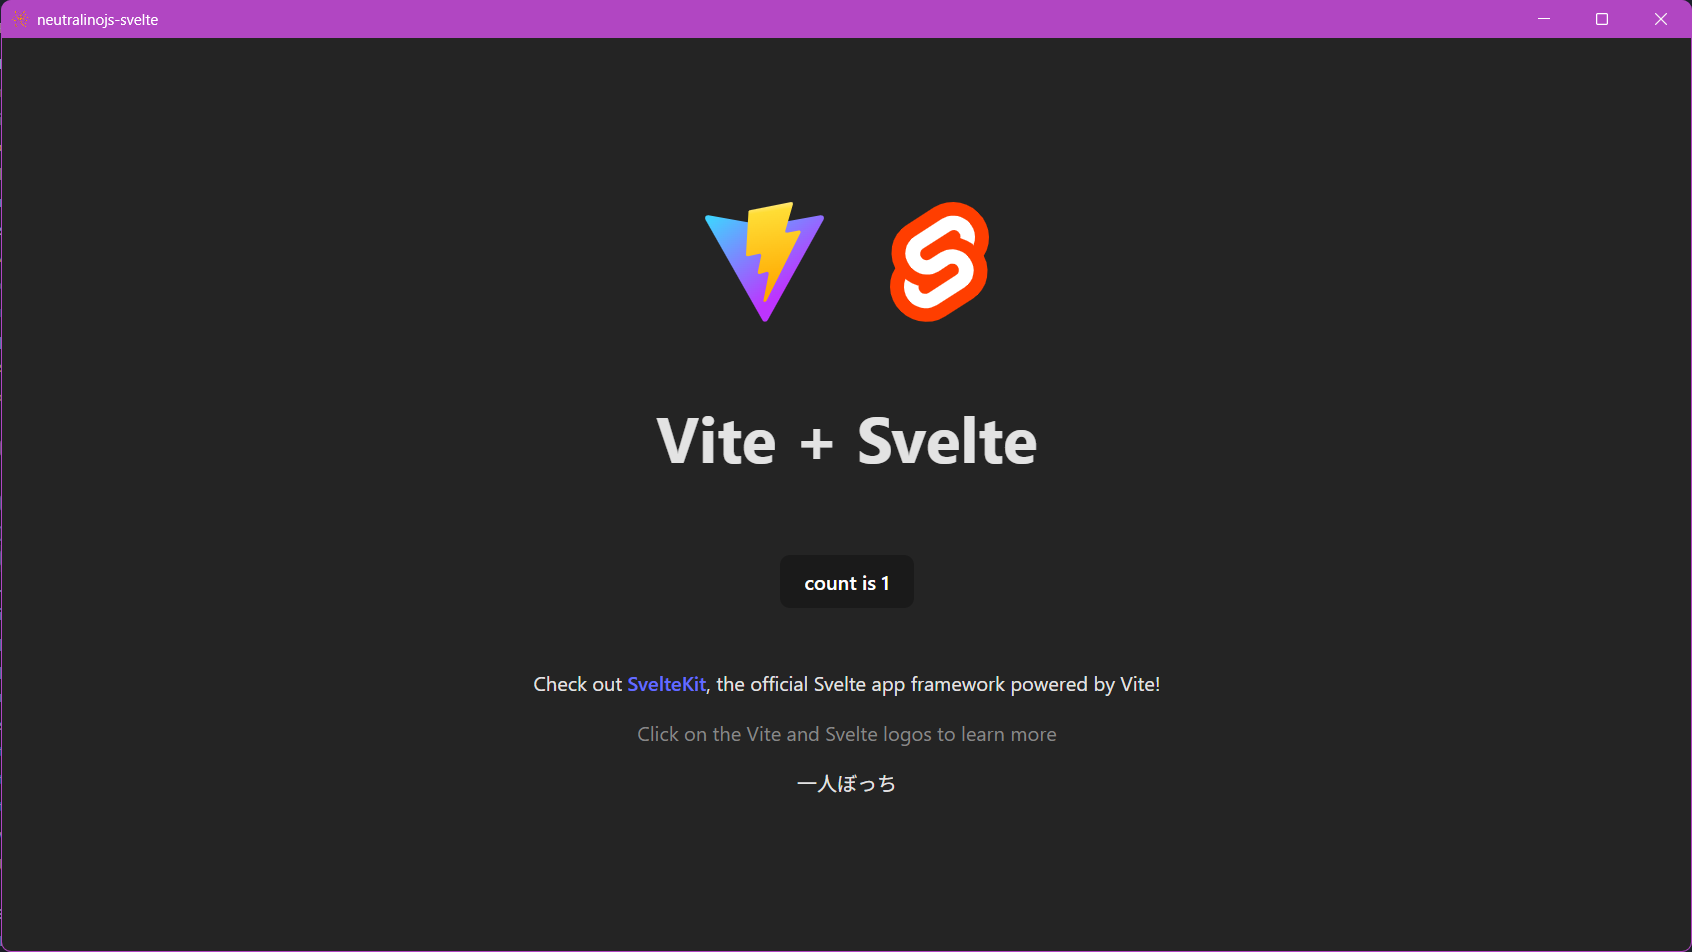 neutralinojs-svelte
Vite + Svelte
count is 1
Check out SvelteKit, the official Svelte app framework powered by Vite!
Click on the Vite and Svelte logos to learn more
一人ぼっち